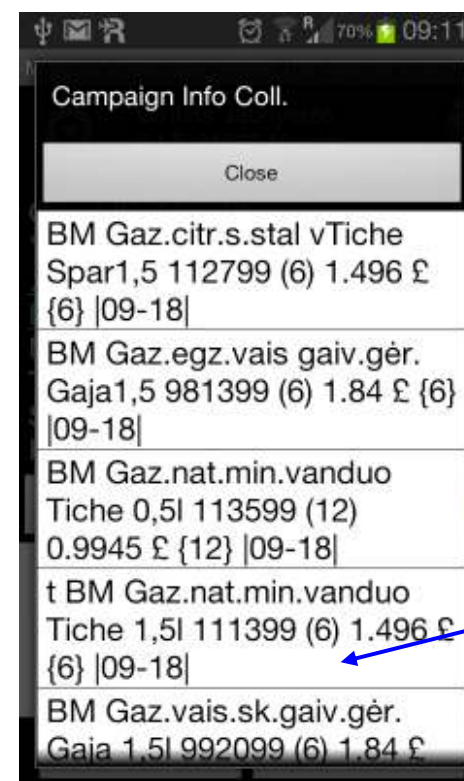 R 70% 09:11
Campaign Info Coll.
Close
BM Gaz.citr.s.stal vTiche
Spar1,5 112799 (6) 1.496 £
{6} |09-18|
BM Gaz.egz.vais gaiv.gėr.
Gaja1,5 981399 (6) 1.84 £ {6}
|09-18|
BM Gaz.nat.min.vanduo
Tiche 0,5l 113599 (12)
0.9945 £ {12} |09-18|
t BM Gaz.nat.min.vanduo
Tiche 1,5l 111399 (6) 1.496 £
{6} |09-18|
BM Gaz.vais.sk.gaiv.gėr.
Gaja 1,5l 992099 (6) 1.84 £